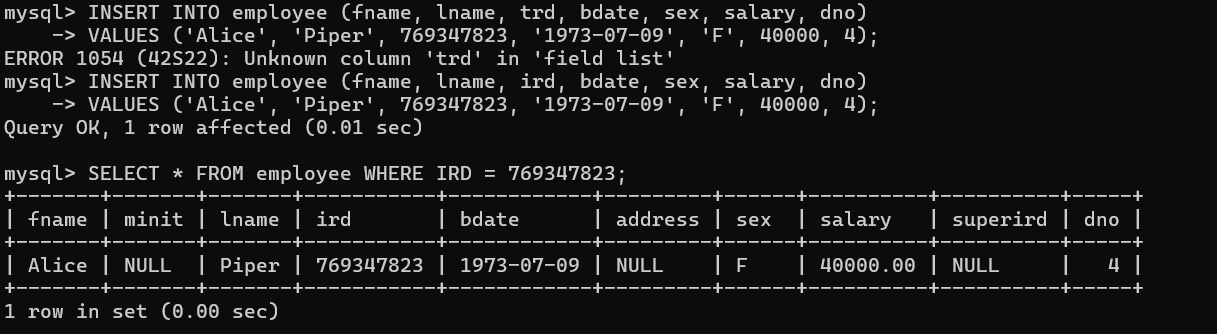 mysql> INSERT INTO employee (fname, lname, trd, bdate, sex, salary, dno)
    -> VALUES ('Alice', 'Piper', 769347823, '1973-07-09', 'F', 40000, 4);
ERROR 1054 (42S22): Unknown column 'trd' in 'field list'
mysql> INSERT INTO employee (fname, lname, ird, bdate, sex, salary, dno)
    -> VALUES ('Alice', 'Piper', 769347823, '1973-07-09', 'F', 40000, 4);
Query OK, 1 row affected (0.01 sec)

mysql> SELECT * FROM employee WHERE IRD = 769347823;
+-------+-------+-------+-----------+------------+---------+------+----------+----------+-----+
| fname | minit | lname | ird       | bdate      | address | sex  | salary   | superird | dno |
+-------+-------+-------+-----------+------------+---------+------+----------+----------+-----+
| Alice | NULL  | Piper | 769347823 | 1973-07-09 | NULL    | F    | 40000.00 | NULL     |   4 |
+-------+-------+-------+-----------+------------+---------+------+----------+----------+-----+
1 row in set (0.00 sec)